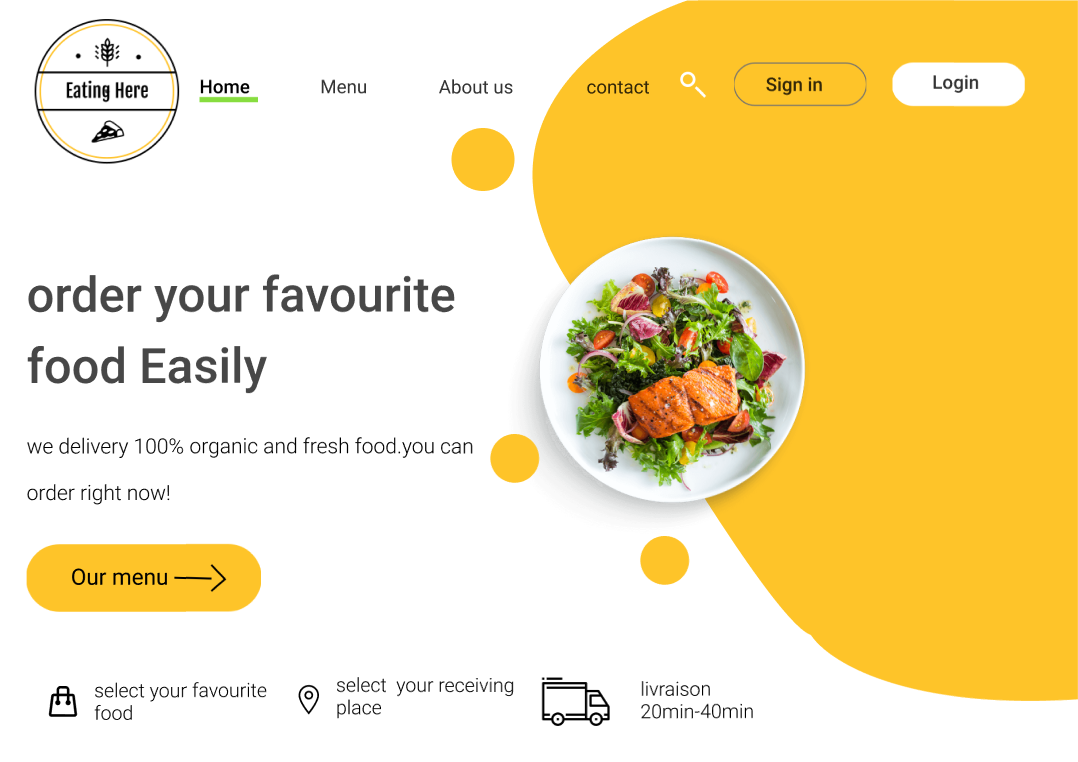 Eating Here
Home
Menu
About us
contact
Sign in
Login
order your favourite
food Easily
we delivery 100% organic and fresh food.you can
order right now!
Our menu
select your favourite
food
select  your receiving
place
livraison
20min-40min